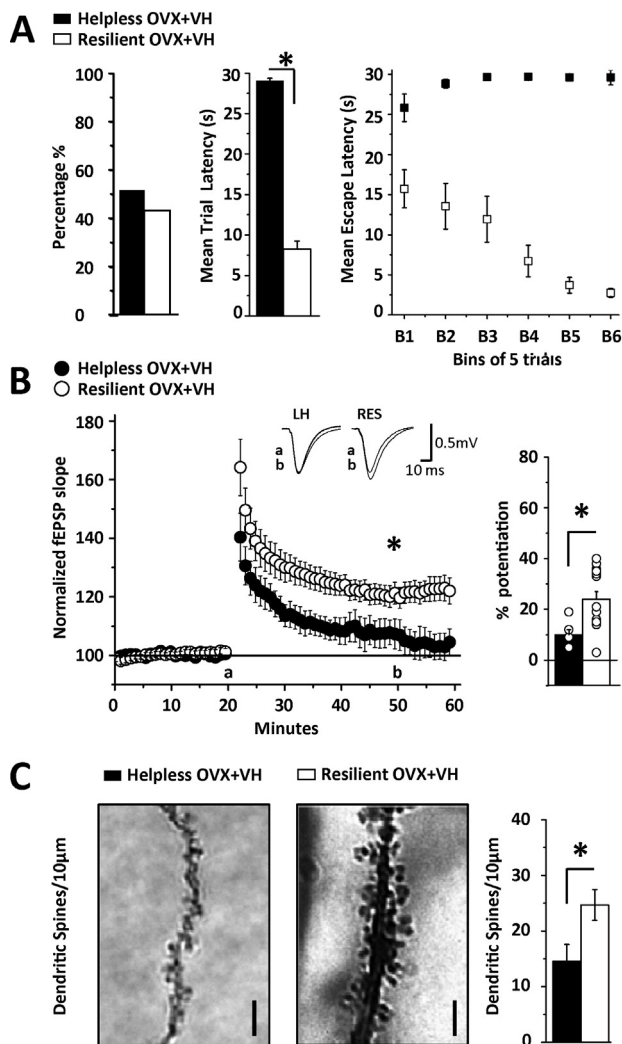 A
Helpless OVX+VH
Resilient OVX+VH
Percentage %
100
80
60
40
20
0
Mean Trial Latency (s)
30
25
20
15
10
5
0
*
Mean Escape Latency (s)
30
25
20
15
10
5
0
B1 B2 B3 B4 B5 B6
Bins of 5 trials
B
Helpless OVX+VH
Resilient OVX+VH
Normalized fEPSP slope
180
160
140
120
100
0 10 20 30 40 50 60
Minutes
a
b
LH
RES
a
b
a
b
0.5mV
10 ms
*
% potentiation
80
60
40
20
0
*
C
Helpless OVX+VH
Resilient OVX+VH
Dendritic Spines/10µm
Dendritic Spines/10µm
40
30
20
10
0
*